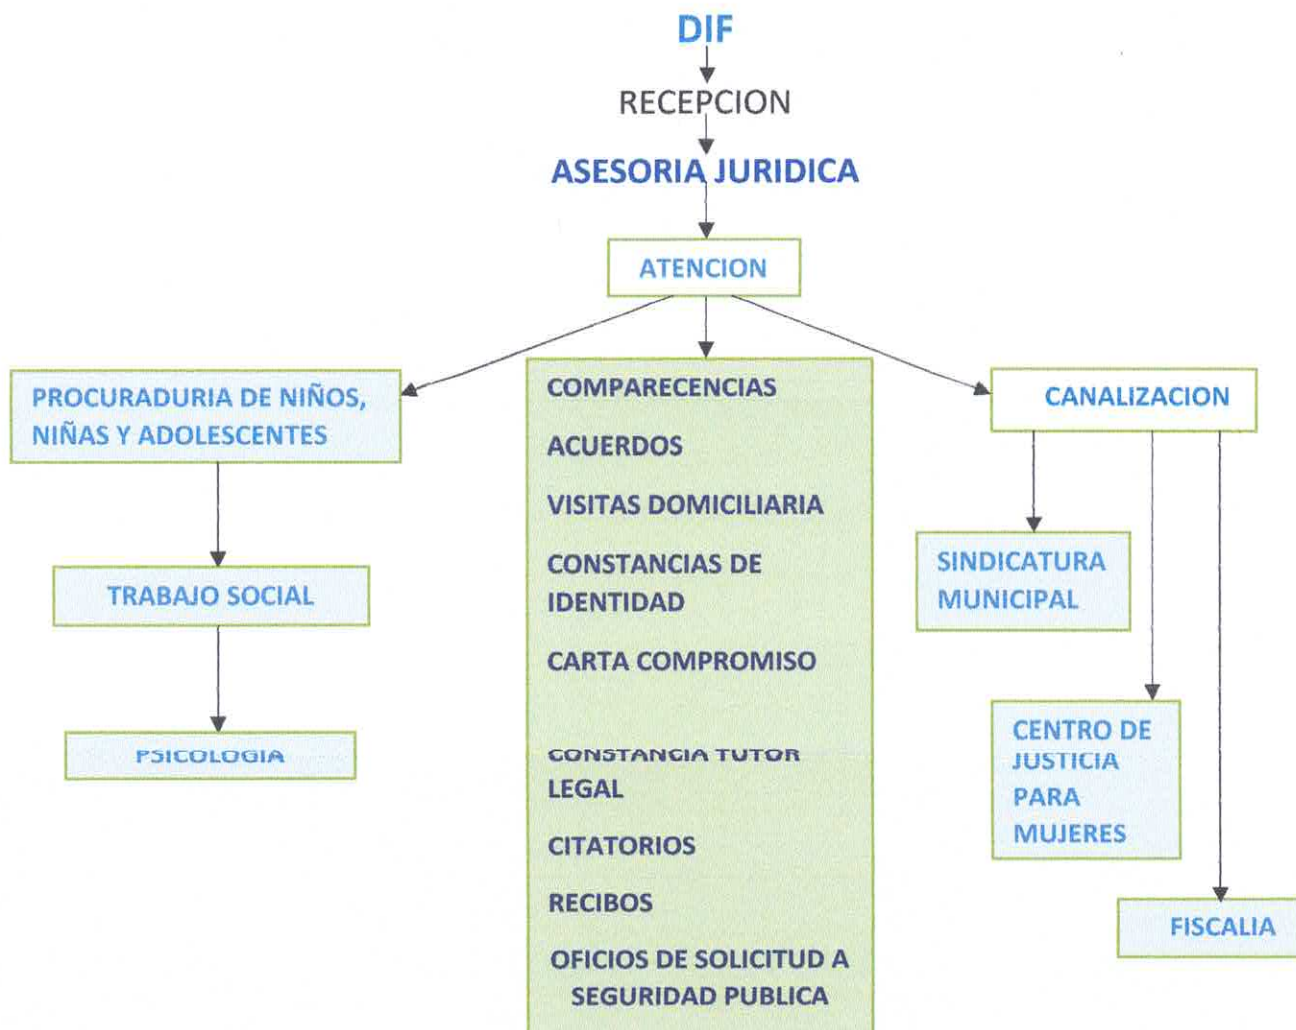 DIF
RECEPCION
ASESORIA JURIDICA
ATENCION
PROCURADURIA DE NIÑOS,
NIÑAS Y ADOLESCENTES
TRABAJO SOCIAL
PSICOLOGIA
COMPARECENCIAS
ACUERDOS
VISITAS DOMICILIARIA
CONSTANCIAS DE
IDENTIDAD
CARTA COMPROMISO
CONSTANCIA TUTOR
LEGAL
CITATORIOS
RECIBOS
OFICIOS DE SOLICITUD A
SEGURIDAD PUBLICA
CANALIZACION
SINDICATURA
MUNICIPAL
CENTRO DE
JUSTICIA
PARA
MUJERES
FISCALIA